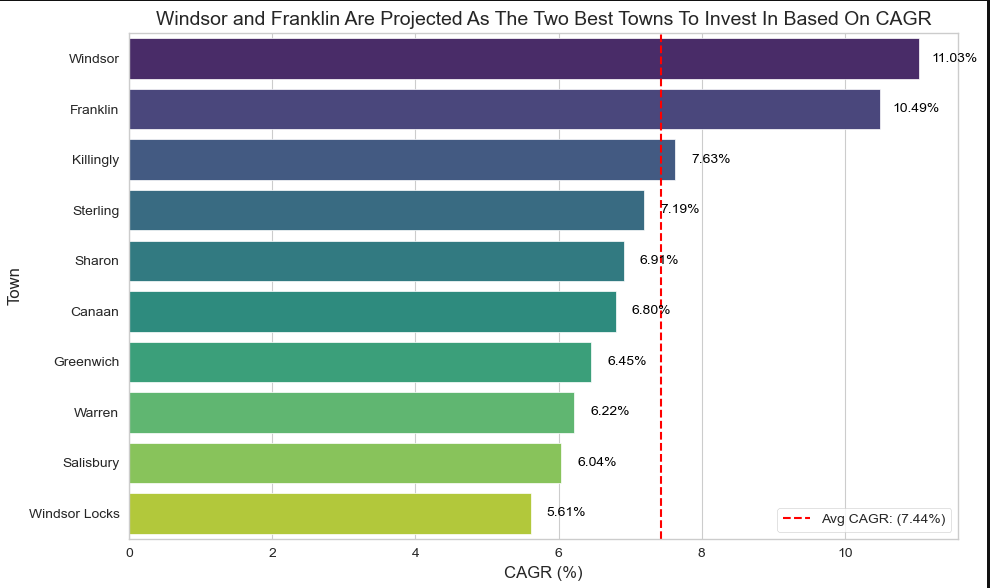 Windsor and Franklin Are Projected As The Two Best Towns To Invest In Based On CAGR
Town
Windsor
11.03%
Franklin
10.49%
Killingly
7.63%
Sterling
7.19%
Sharon
6.91%
Canaan
6.80%
Greenwich
6.45%
Warren
6.22%
Salisbury
6.04%
Windsor Locks
5.61%
Avg CAGR: (7.44%)
0 2 4 6 8 10
CAGR (%)